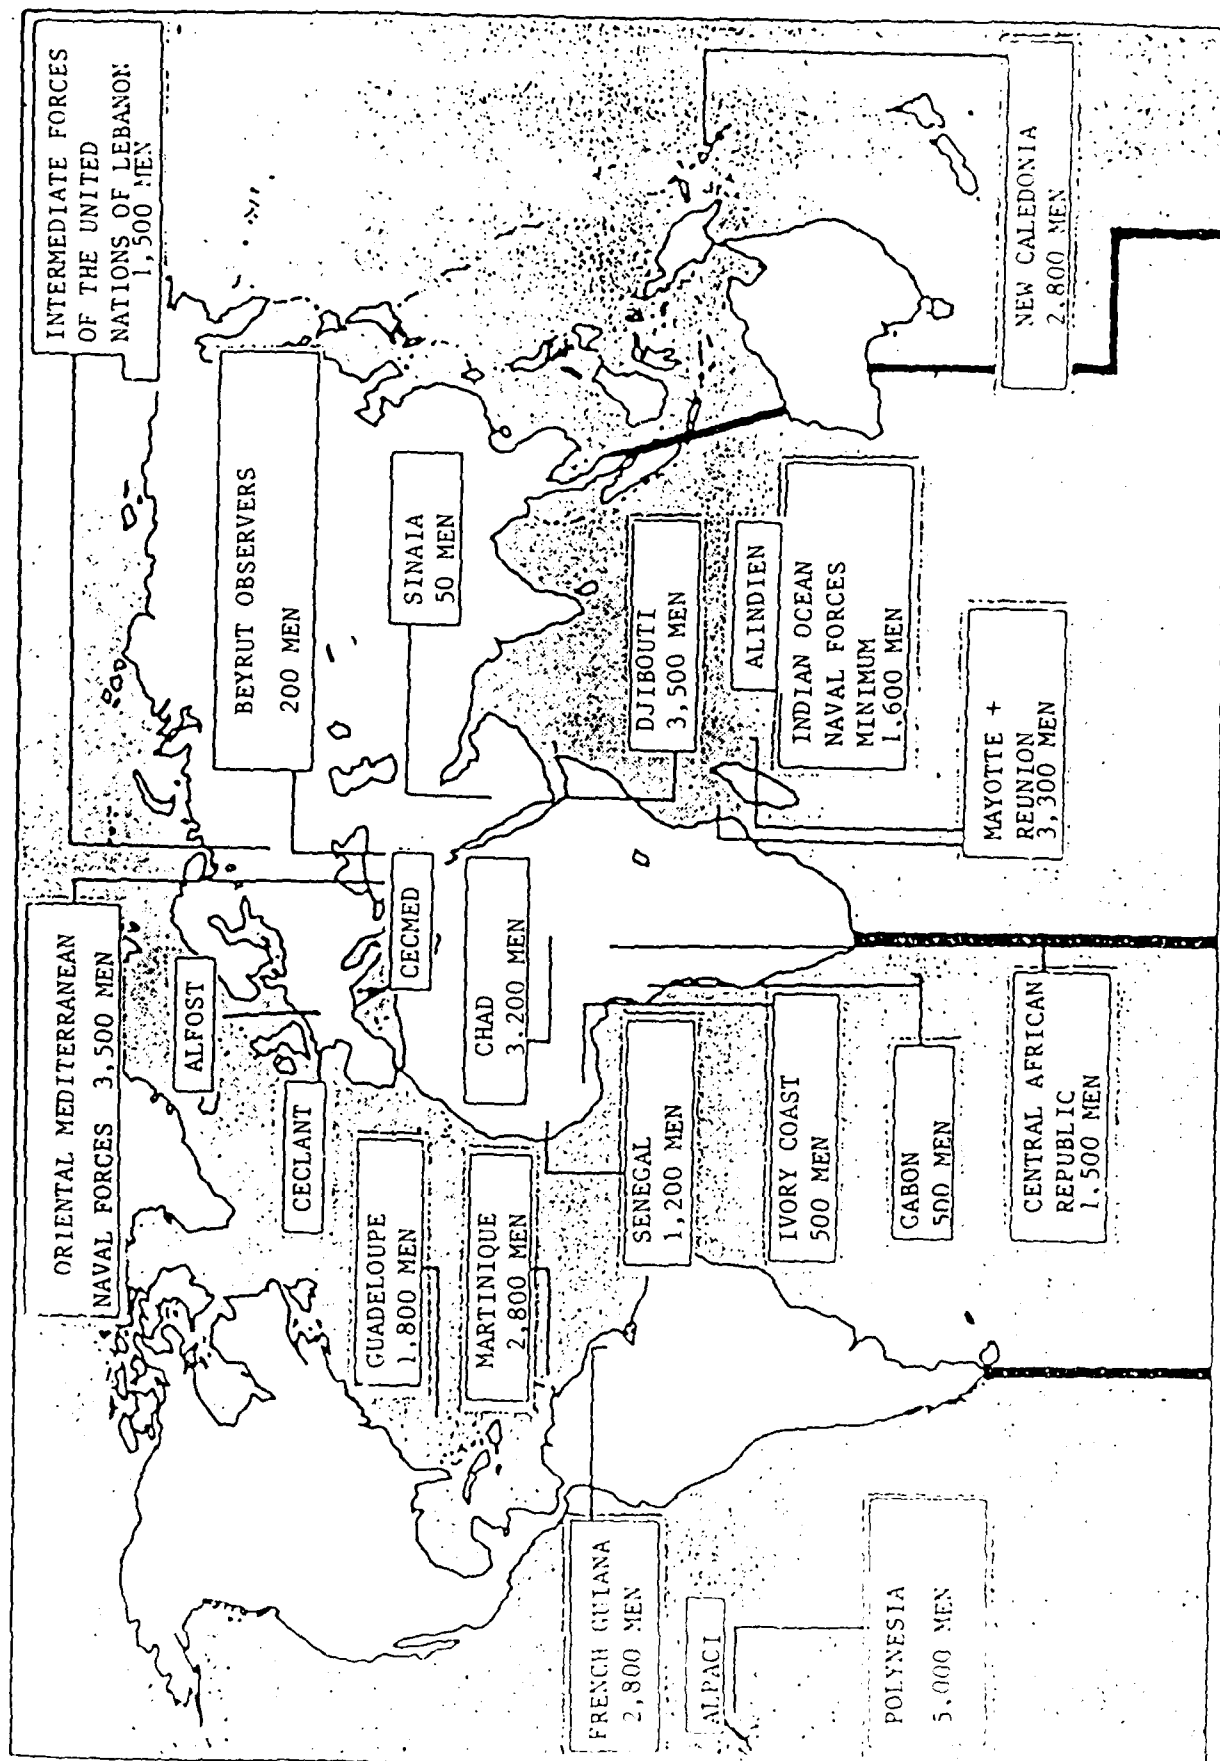 INTERMEDIATE FORCES
OF THE UNITED
NATIONS OF LEBANON
1,500 MEN
ORIENTAL MEDITERRANEAN
NAVAL FORCES 3,500 MEN
BEYRUT OBSERVERS
200 MEN
ALFOST
CECLANT
CECMED
SINAIA
50 MEN
GUADELOUPE
1,800 MEN
MARTINIQUE
2,800 MEN
CHAD
3,200 MEN
DJIBOUTI
3,500 MEN
SENEGAL
1,200 MEN
FRENCH GUIANA
2,800 MEN
ALINDIEN
INDIAN OCEAN
NAVAL FORCES
MINIMUM
1,600 MEN
IVORY COAST
500 MEN
ALPACI
GABON
500 MEN
POLYNESIA
5,000 MEN
MAYOTTE +
REUNION
3,300 MEN
CENTRAL AFRICAN
REPUBLIC
1,500 MEN
NEW CALEDONIA
2,800 MEN